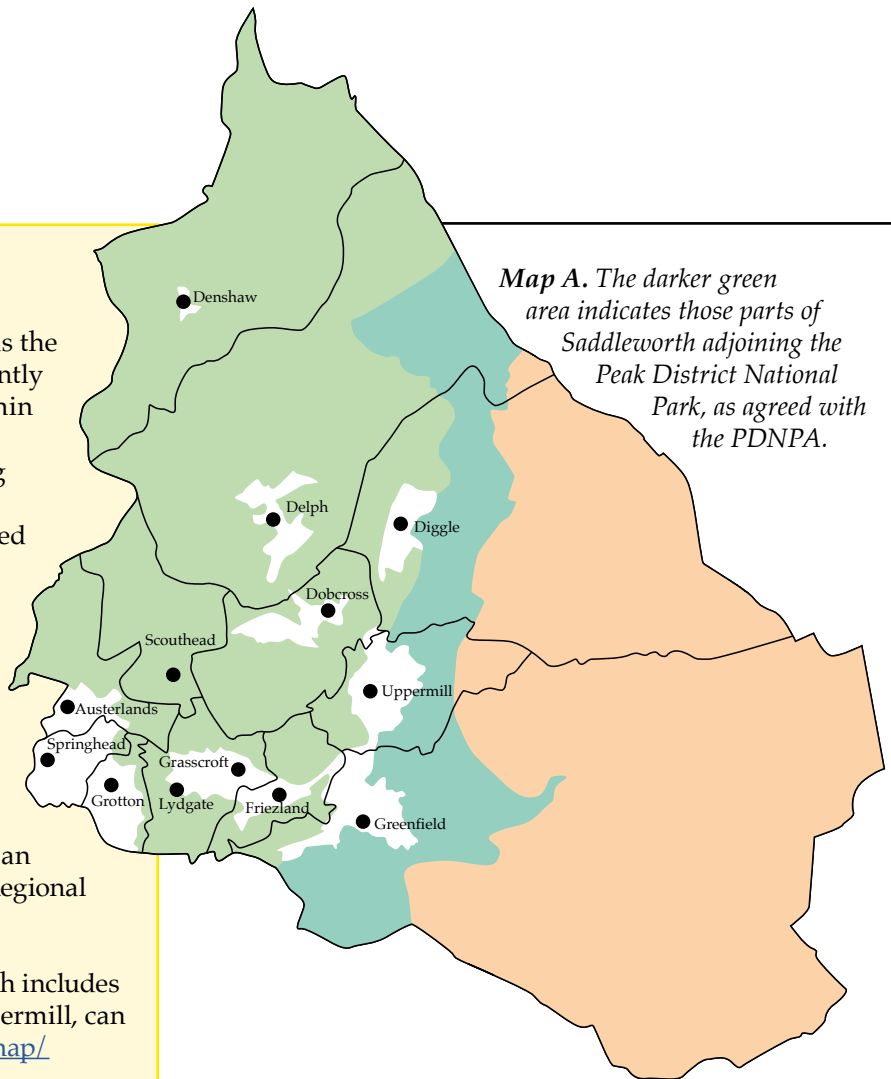 s the
ntly
hin
g
ed
an
egional
h includes
ermill, can
nap/
Map A. The darker green
area indicates those parts of
Saddleworth adjoining the
Peak District National
Park, as agreed with
the PDNPA.
Denshaw
Delph
Diggle
Dobcross
Scouthead
Uppermill
Austerlands
Springhead
Grasscroft
Grotton
Lydgate
Friezland
Greenfield